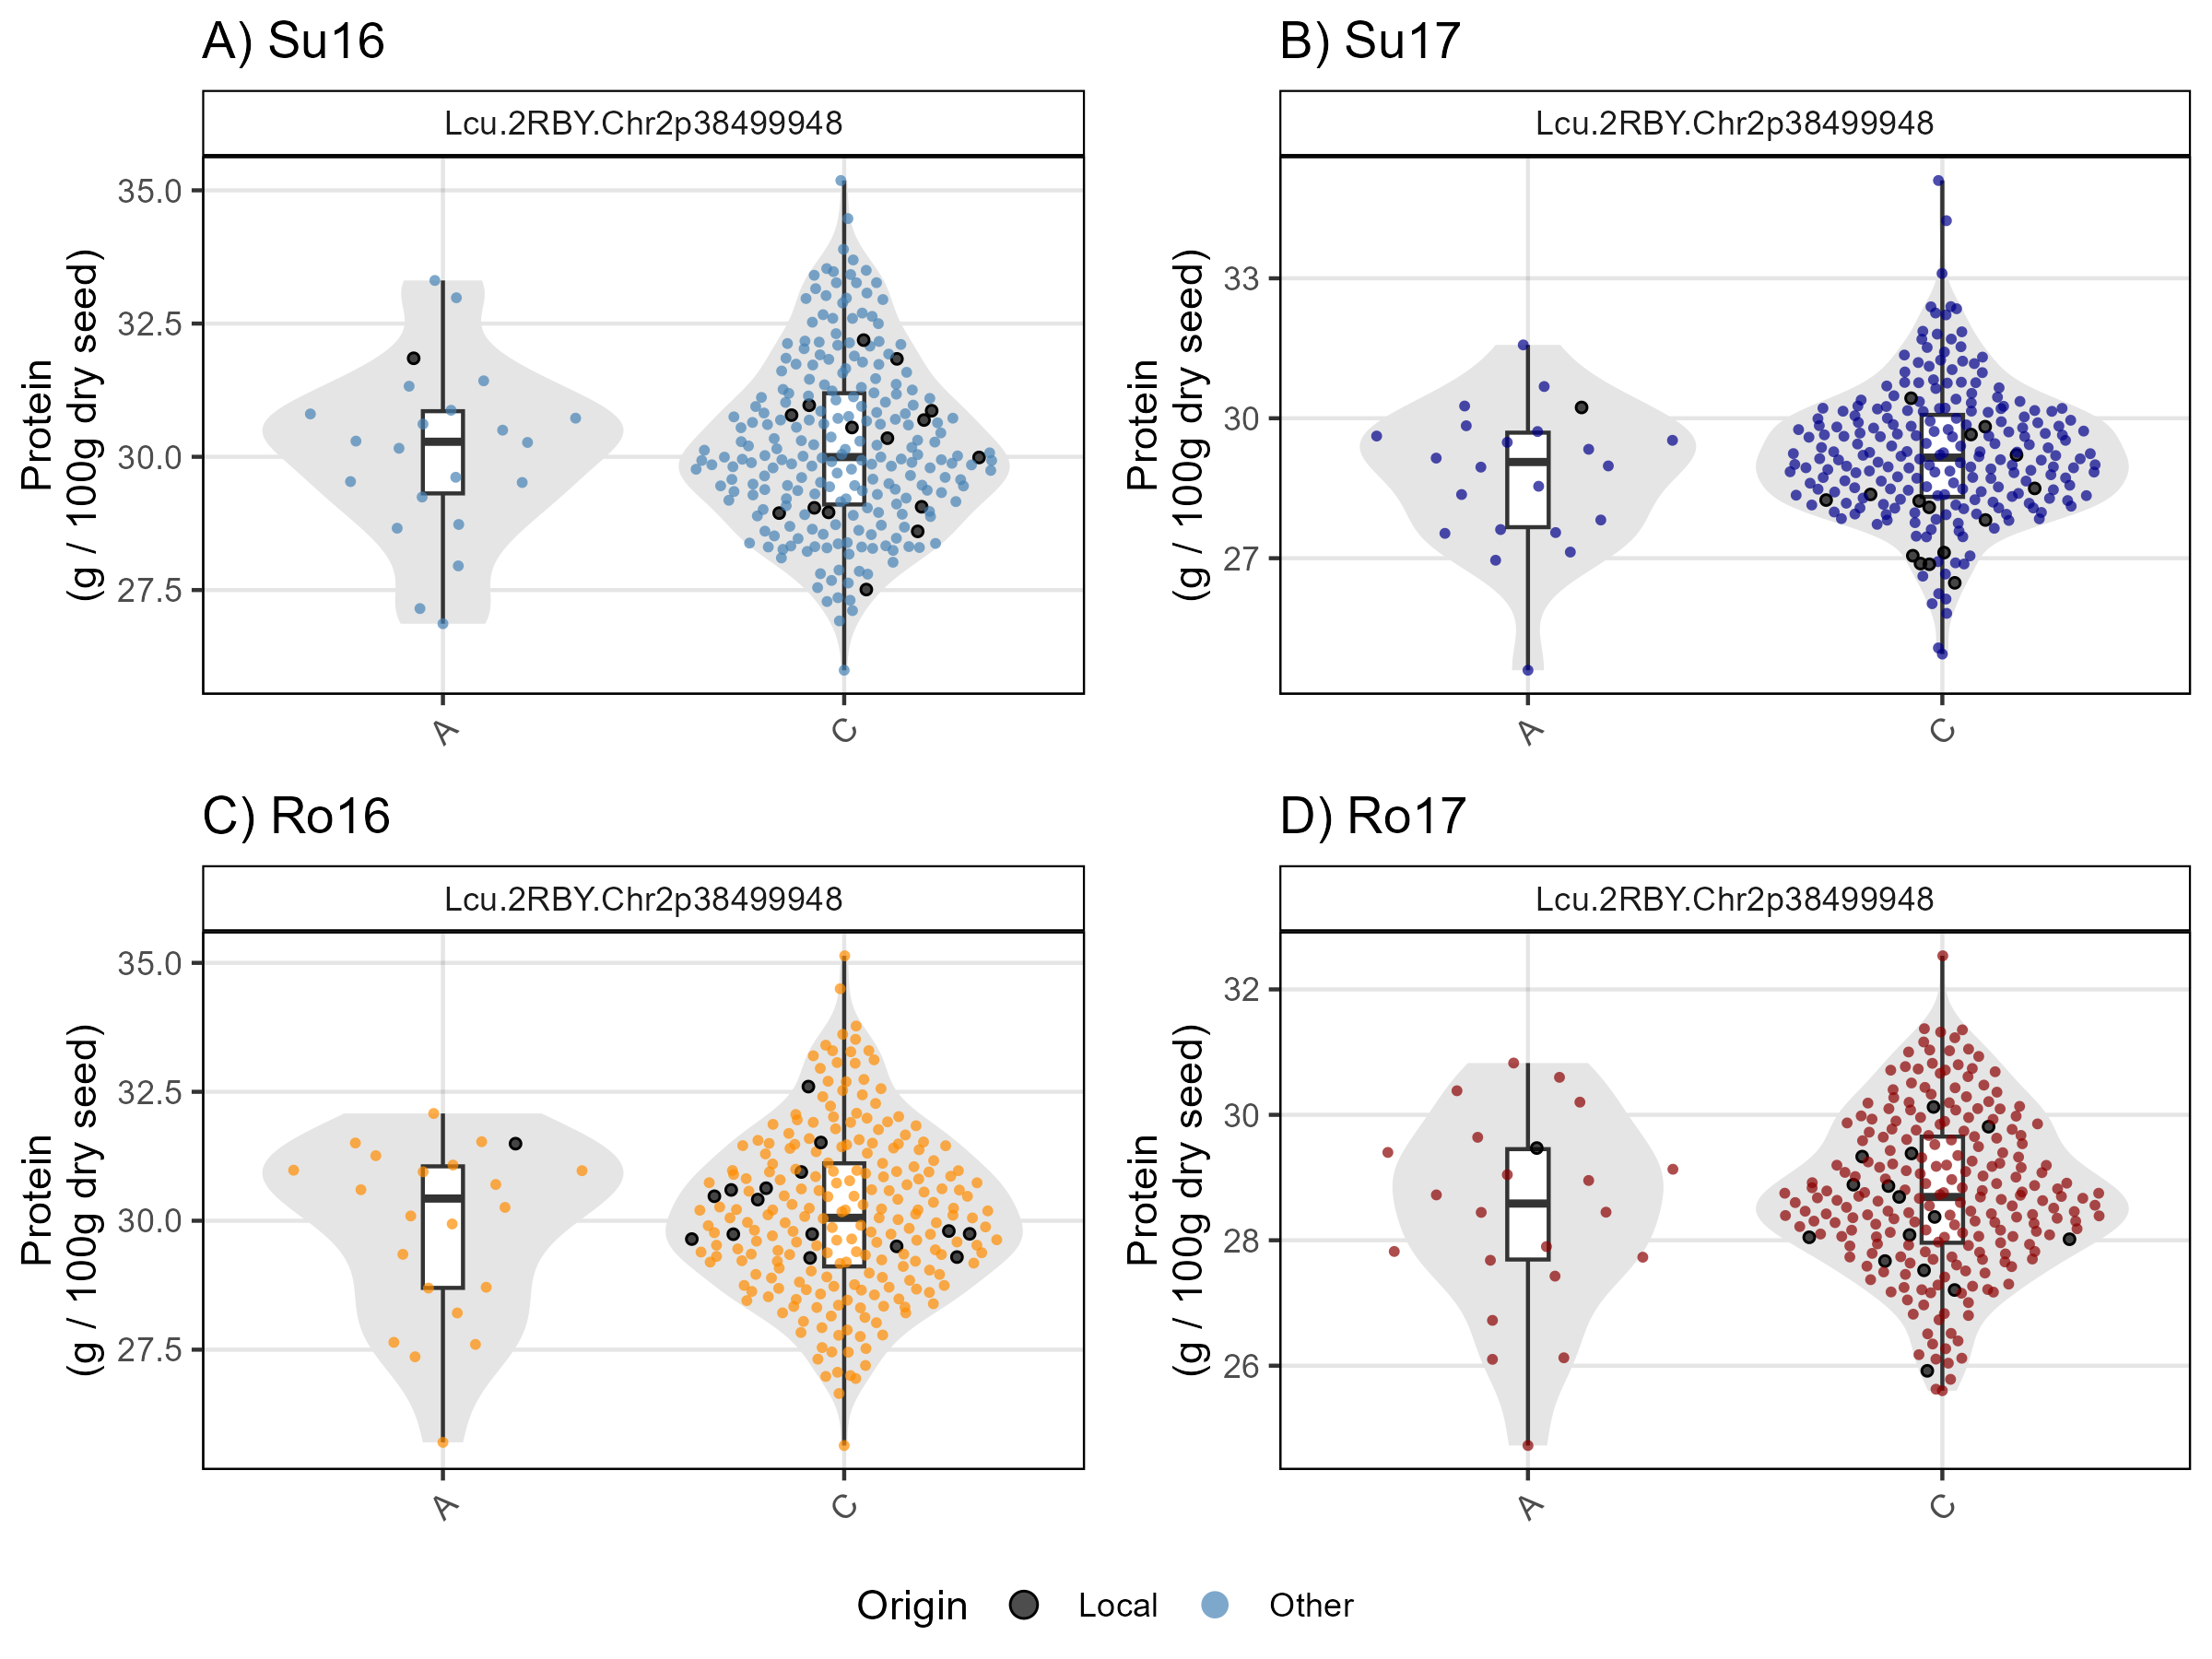 A) Su16
Lcu.2RBY.Chr2p38499948
Protein
(g / 100g dry seed)
35.0
32.5
30.0
27.5
A
C
B) Su17
Lcu.2RBY.Chr2p38499948
Protein
(g / 100g dry seed)
33
30
27
A
C
C) Ro16
Lcu.2RBY.Chr2p38499948
Protein
(g / 100g dry seed)
35.0
32.5
30.0
27.5
A
C
D) Ro17
Lcu.2RBY.Chr2p38499948
Protein
(g / 100g dry seed)
32
30
28
26
A
C
Origin Local Other